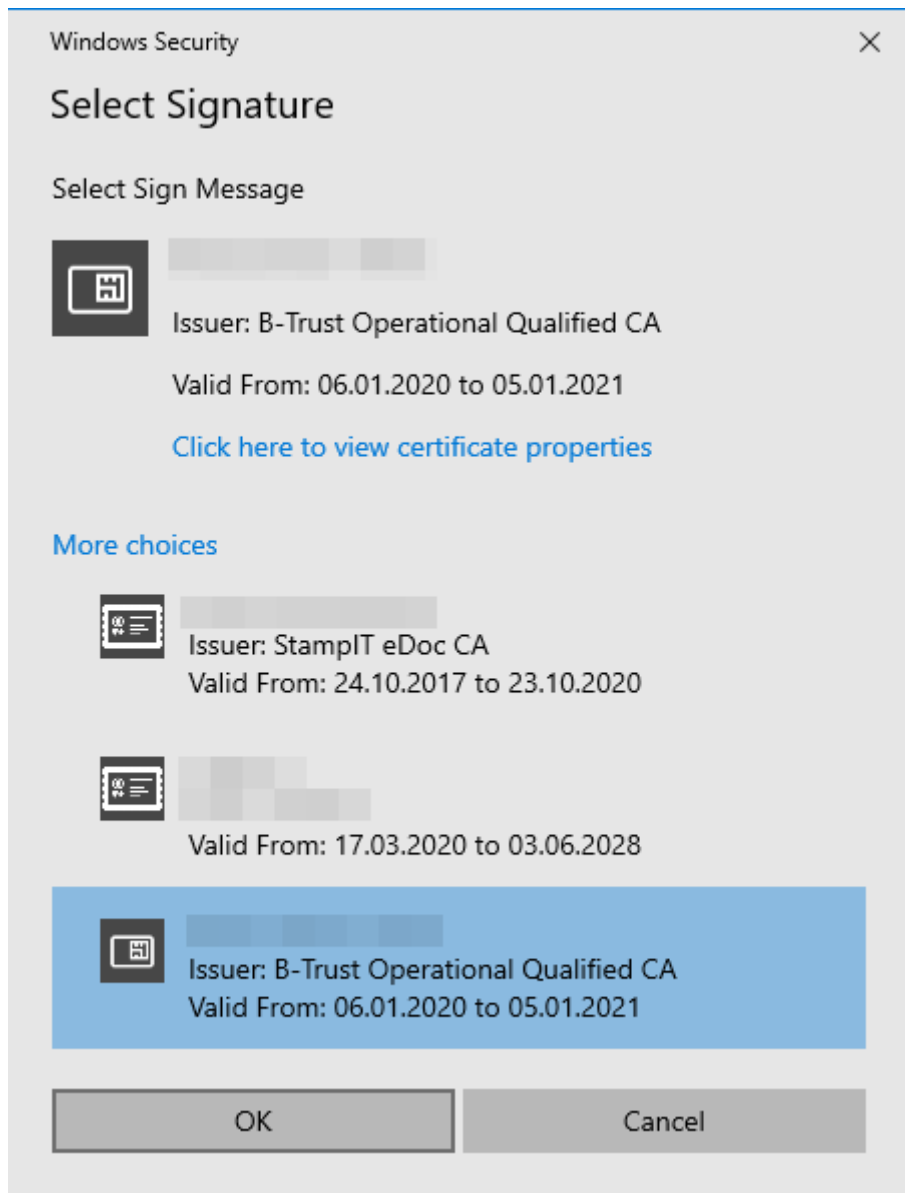 Windows Security
Select Signature
Select Sign Message
Issuer: B-Trust Operational Qualified CA
Valid From: 06.01.2020 to 05.01.2021
Click here to view certificate properties
More choices
Issuer: StampIT eDoc CA
Valid From: 24.10.2017 to 23.10.2020
Valid From: 17.03.2020 to 03.06.2028
Issuer: B-Trust Operational Qualified CA
Valid From: 06.01.2020 to 05.01.2021
OK
Cancel